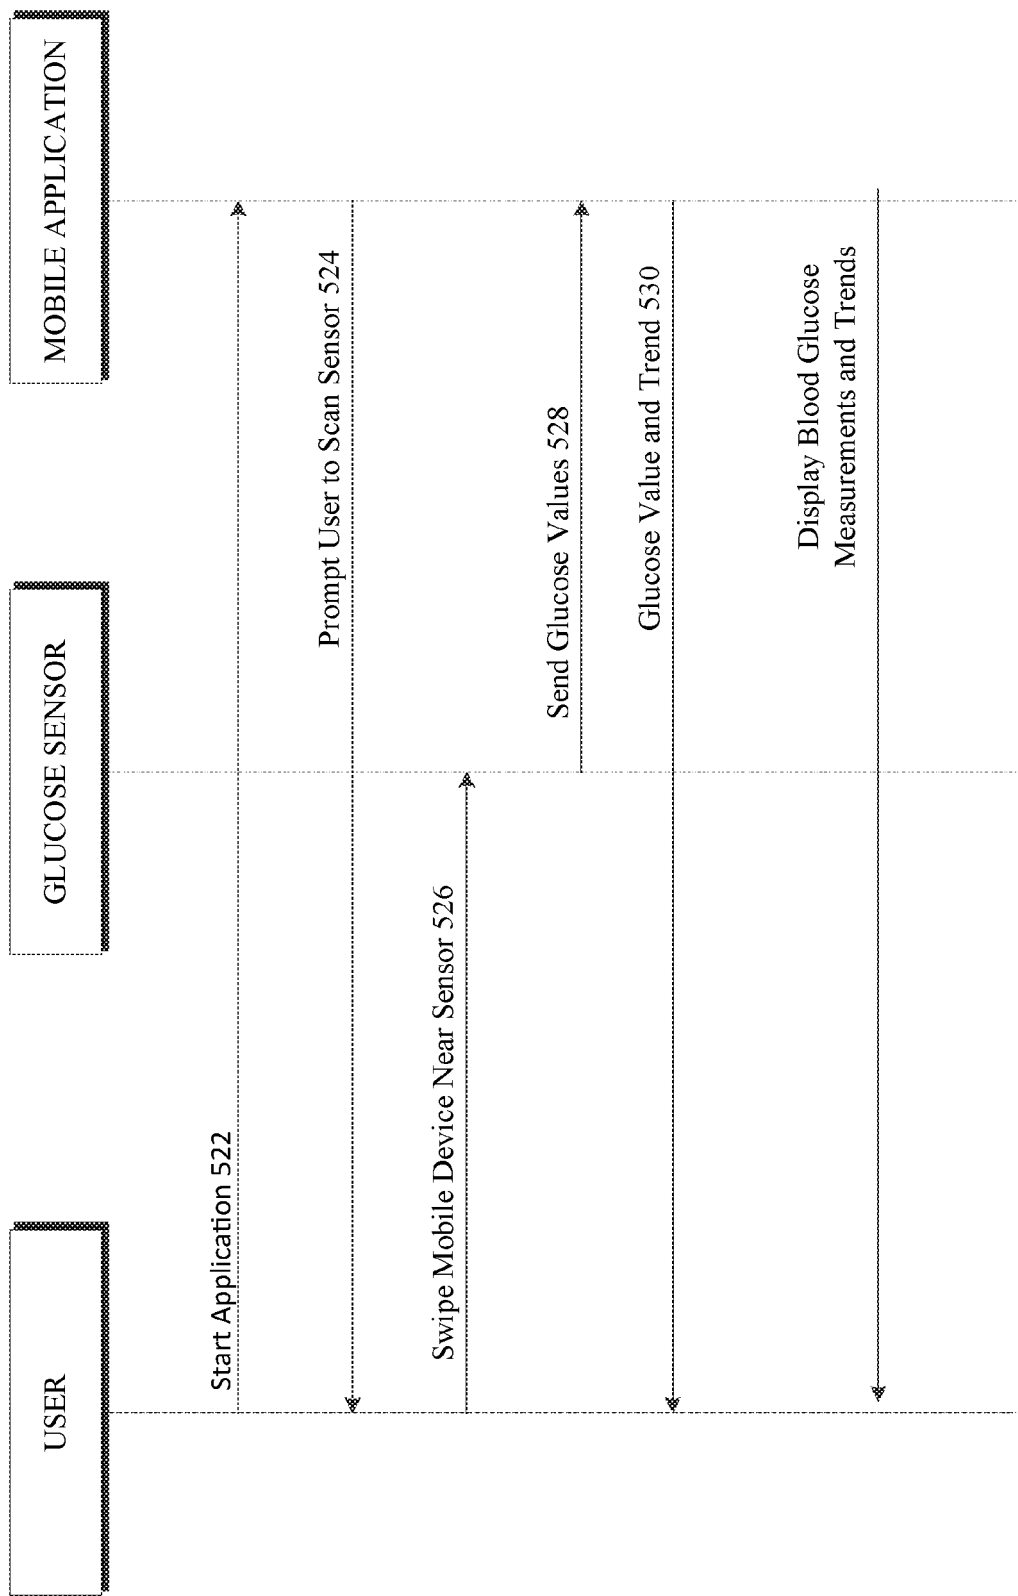 USER
GLUCOSE SENSOR
MOBILE APPLICATION
Start Application 522
Prompt User to Scan Sensor 524
Swipe Mobile Device Near Sensor 526
Send Glucose Values 528
Glucose Value and Trend 530
Display Blood Glucose
Measurements and Trends